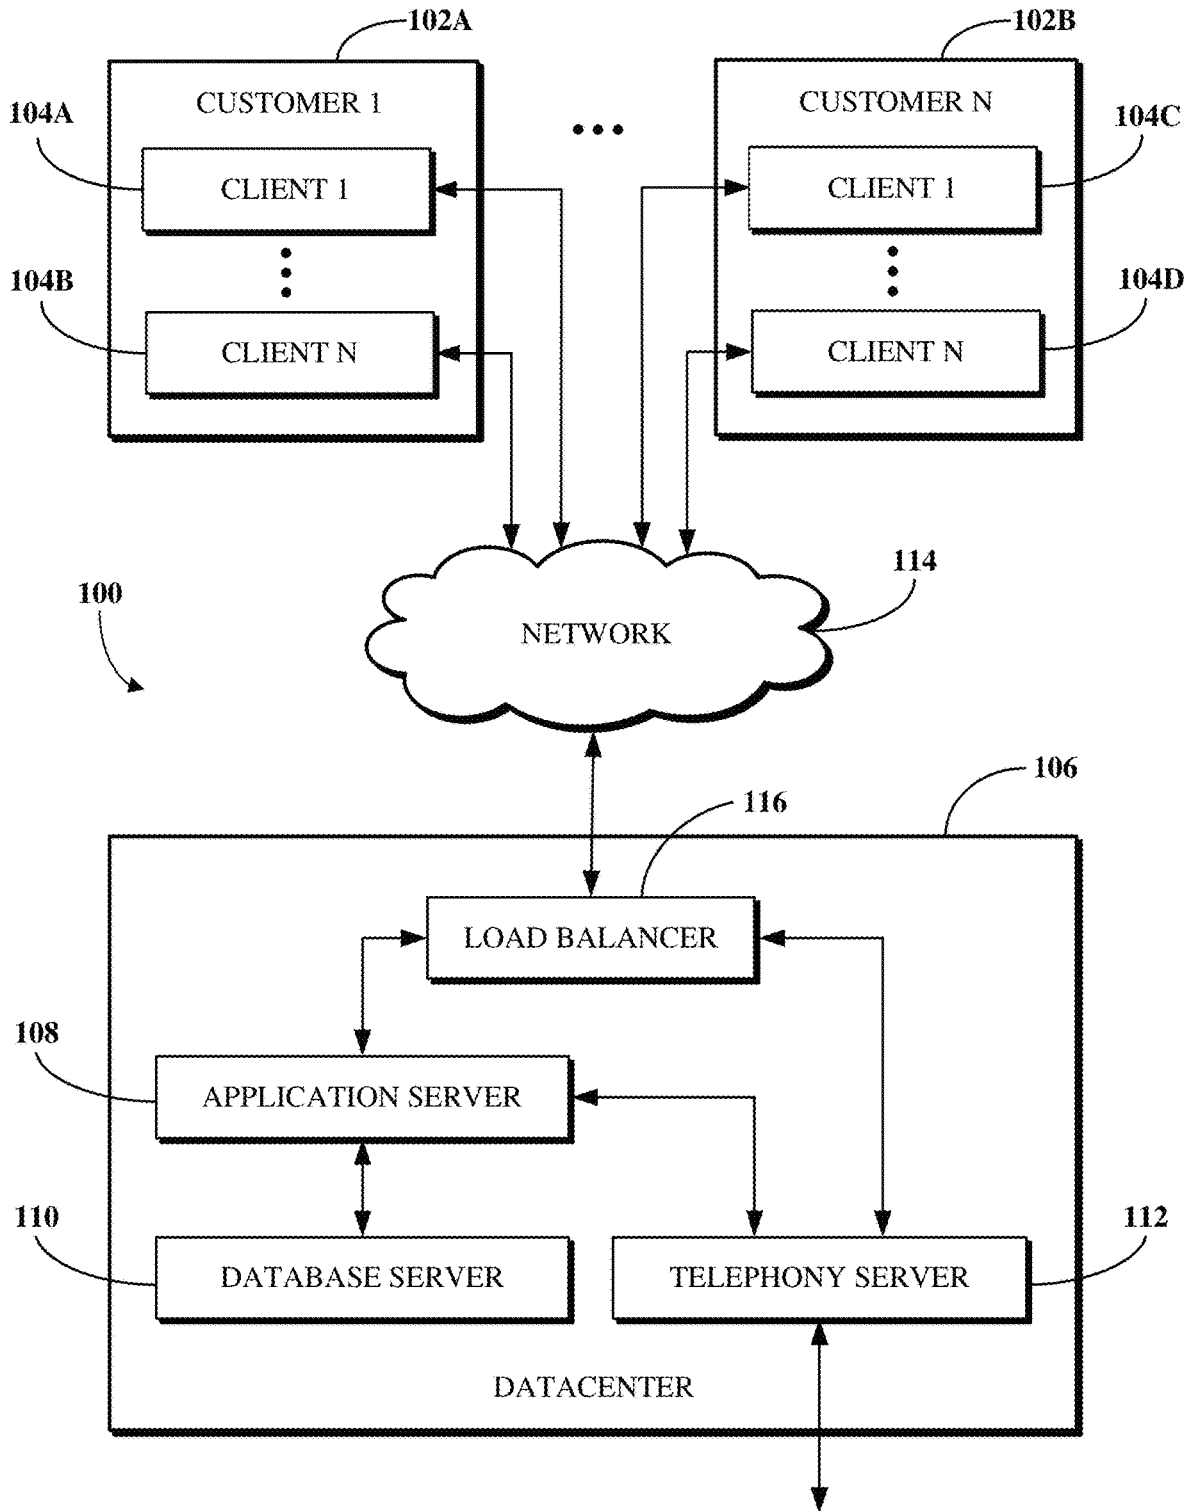 102A
102B
CUSTOMER 1
CUSTOMER N
104A
104C
CLIENT 1
CLIENT 1
104B
104D
CLIENT N
CLIENT N
114
100
NETWORK
106
116
LOAD BALANCER
108
APPLICATION SERVER
110
112
DATABASE SERVER
TELEPHONY SERVER
DATACENTER